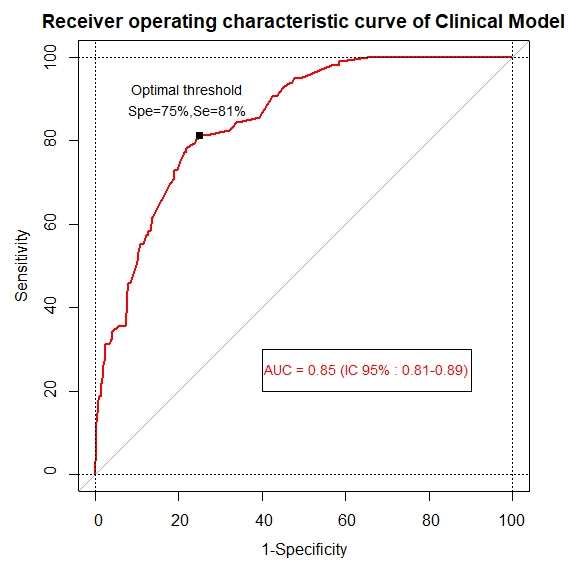 Receiver operating characteristic curve of Clinical Model
Optimal threshold
Spe=75%,Se=81%
AUC = 0.85 (IC 95% : 0.81-0.89)
Sensitivity
100
80
60
40
20
0
0 20 40 60 80 100
1-Specificity